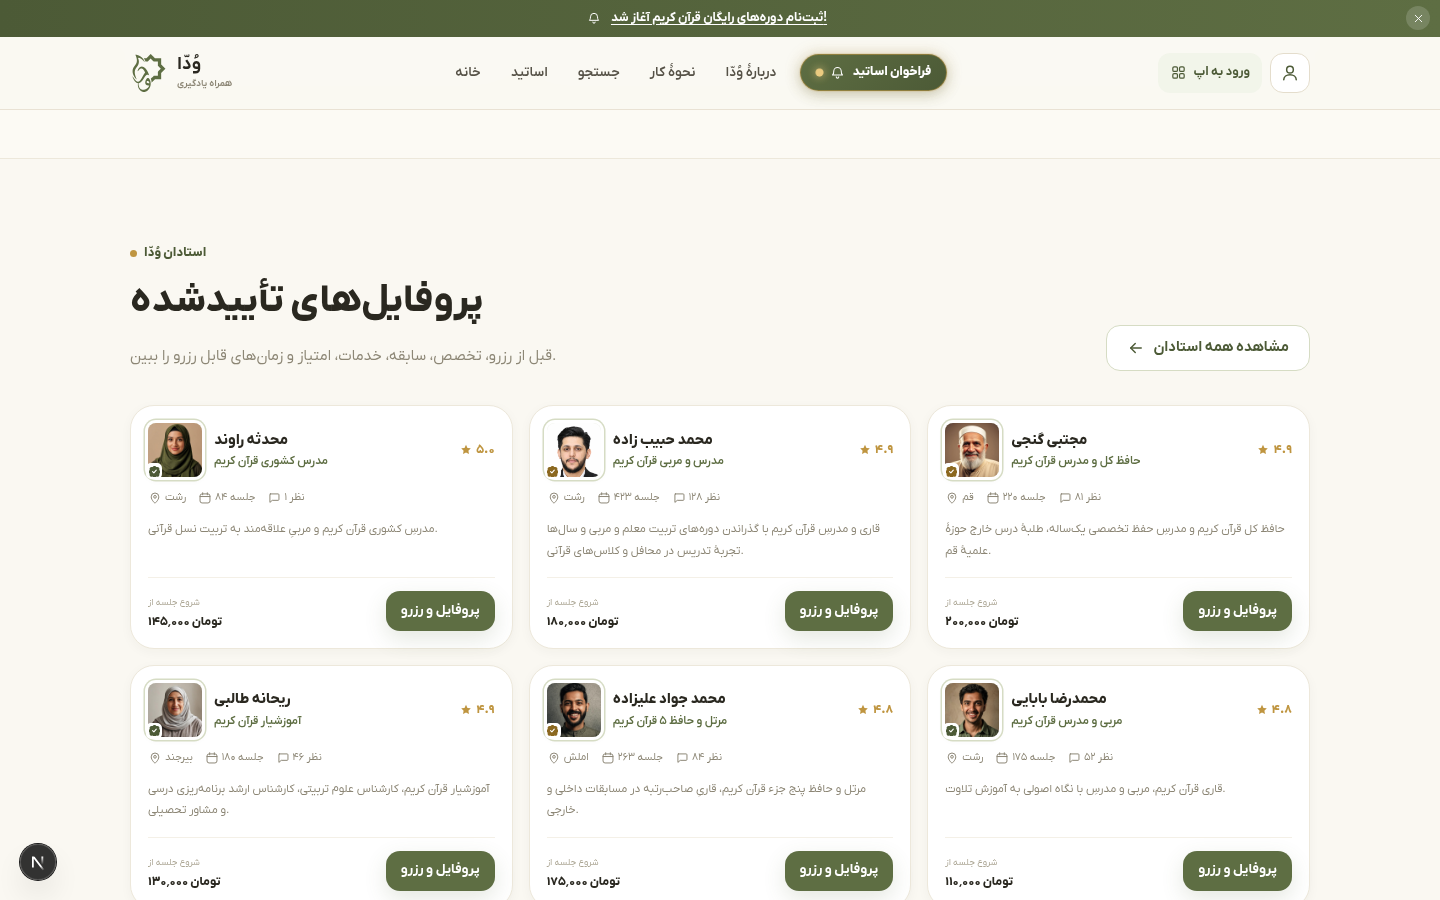 ثبت‌نام دوره‌های رایگان قرآن کریم آغاز شد!
وُدّا
همراه یادگیری
خانه
اساتید
جستجو
نحوهٔ کار
دربارهٔ وُدّا
فراخوان اساتید
ورود به اپ
استادان وُدّا
پروفایل‌های تأییدشده
قبل از رزرو، تخصص، سابقه، خدمات، امتیاز و زمان‌های قابل رزرو را ببین.
مشاهده همه استادان
محدثه راوند
مدرس کشوری قرآن کریم
۵.۰
رشت
۸۴ جلسه
۱ نظر
مدرس کشوری قرآن کریم و مربیِ علاقه‌مند به تربیت نسل قرآنی.
شروع جلسه از
۱۴۵٬۰۰۰ تومان
پروفایل و رزرو
محمد حبیب زاده
مدرس و مربی قرآن کریم
۴.۹
رشت
۴۲۳ جلسه
۱۲۸ نظر
قاری و مدرسِ قرآن کریم با گذراندن دوره‌های تربیت معلم و مربی و سال‌ها
تجربهٔ تدریس در محافل و کلاس‌های قرآنی.
شروع جلسه از
۱۸۰٬۰۰۰ تومان
پروفایل و رزرو
مجتبی گنجی
حافظ کل و مدرس قرآن کریم
۴.۹
قم
۲۲۰ جلسه
۸۱ نظر
حافظ کل قرآن کریم و مدرسِ حفظ تخصصی یک‌ساله، طلبهٔ درس خارج حوزهٔ
علمیهٔ قم.
شروع جلسه از
۲۰۰٬۰۰۰ تومان
پروفایل و رزرو
ریحانه طالبی
آموزشیار قرآن کریم
۴.۹
بیرجند
۱۸۰ جلسه
۴۶ نظر
آموزشیار قرآن کریم، کارشناس علوم تربیتی، کارشناس ارشد برنامه‌ریزی درسی
و مشاور تحصیلی.
شروع جلسه از
۱۳۰٬۰۰۰ تومان
پروفایل و رزرو
محمد جواد علیزاده
مرتل و حافظ ۵ قرآن کریم
۴.۸
املش
۲۶۳ جلسه
۸۴ نظر
مرتل و حافظ پنج جزء قرآن کریم، قاریِ صاحب‌رتبه در مسابقات داخلی و
خارجی.
شروع جلسه از
۱۷۵٬۰۰۰ تومان
پروفایل و رزرو
محمدرضا بابایی
مربی و مدرس قرآن کریم
۴.۸
رشت
۱۷۵ جلسه
۵۲ نظر
قاری قرآن کریم، مربی و مدرسِ با نگاه اصولی به آموزش تلاوت.
شروع جلسه از
۱۱۰٬۰۰۰ تومان
پروفایل و رزرو
N